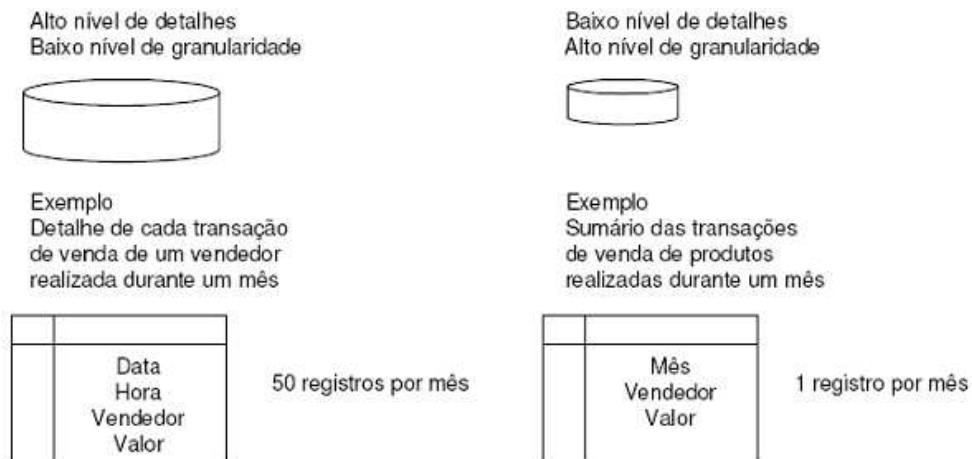 Alto nível de detalhes
Baixo nível de granularidade
Exemplo
Detalhe de cada transação
de venda de um vendedor
realizada durante um mês
Data
Hora
Vendedor
Valor
50 registros por mês
Baixo nível de detalhes
Alto nível de granularidade
Exemplo
Sumário das transações
de venda de produtos
realizadas durante um mês
Mês
Vendedor
Valor
1 registro por mês